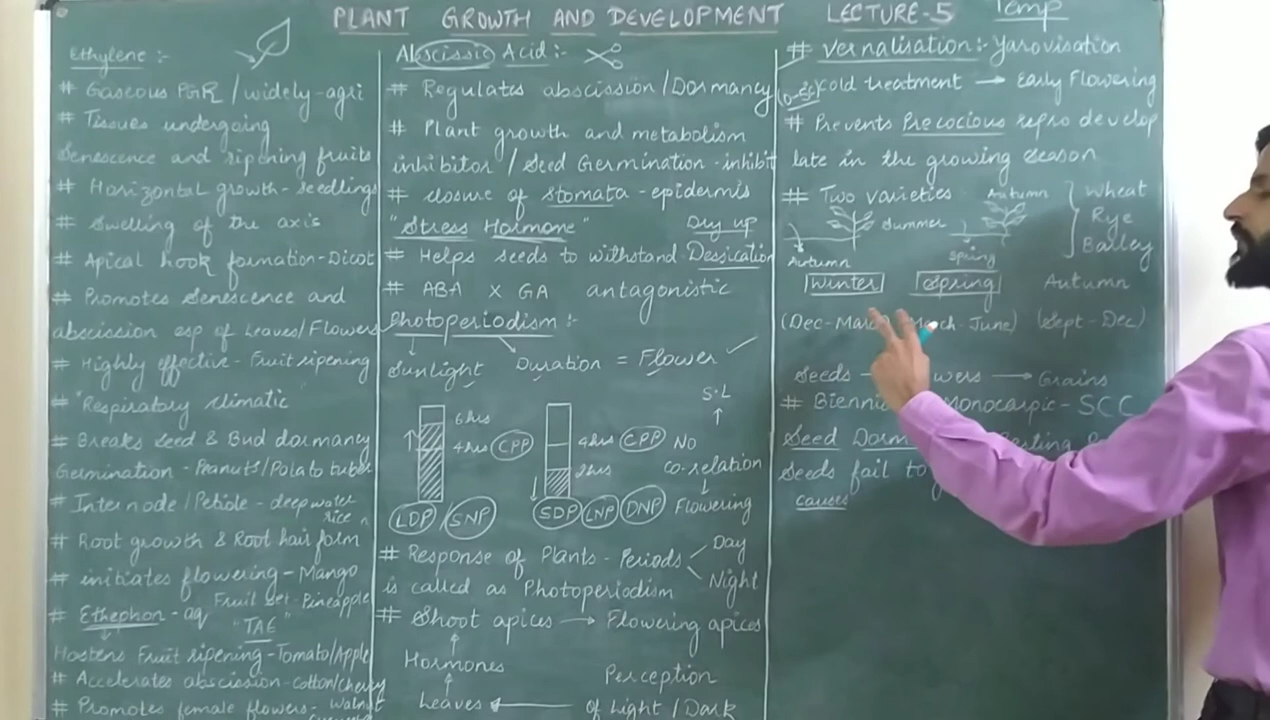 PLANT GROWTH AND DEVELOPMENT LECTURE-5 Temp
Ethylene :-
# Gaseous PGR / widely-agri
# Tissues undergoing
Senescence and ripening fruits
# Horizontal growth - seedlings
# Swelling of the axis
# Apical hook formation-Dicot
# Promotes Senescence and
abscission esp of Leaves/Flowers
# Highly effective - Fruit ripening
# "Respiratory climatic
# Breaks Seed & Bud dormancy
Germination - Peanuts/Potato tuber
# Internode/Petiole - deep water
rice
# Root growth & Root hair form
# initiates flowering - Mango
Fruit set - Pineapple
# Ethephon - aq
"TAE"
Hastens Fruit ripening - Tomato/Apple
# Accelerates abscission - cotton/cherry
# Promotes female flowers - walnut
Abscissic Acid :-
# Regulates abscission / Dormancy
# Plant growth and metabolism
inhibitor / Seed Germination - inhibit
# closure of stomata - epidermis
"Stress Hormone" Dry up
# Helps seeds to withstand Dessication
# ABA X GA antagonistic
Photoperiodism :-
Sunlight Duration = Flower ✓
6hrs
4hrs CPP
LDP / SNP
4hrs CPP
2hrs
SDP LNP DNP
S.L
↑
NO
co-relation
↓
Flowering
# Response of Plants - Periods Day
Night
is called as Photoperiodism
# Shoot apices → Flowering apices
↑
Hormones
↑
Leaves ← Perception
of Light / Dark
# Vernalisation :- Yarovisation
cold treatment → Early Flowering
# Prevents Precocious repro develop
late in the growing season
# Two varieties
Autumn
Summer
Autumn
Spring
Wheat
Rye
Barley
Winter Spring Autumn
(Dec - March - June) (Sept - Dec)
Seeds → Grains
# SCC
Seed
Seeds fail to
causes